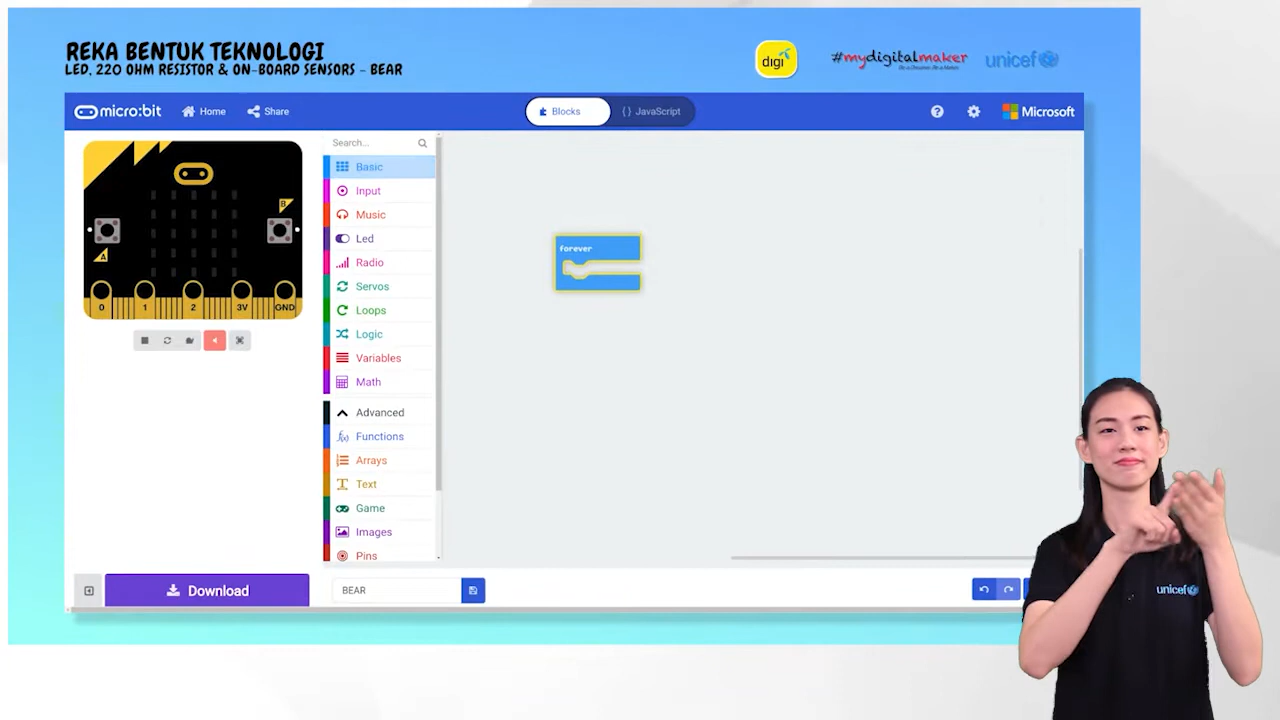 REKA BENTUK TEKNOLOGI
LED, 220 OHM RESISTOR & ON-BOARD SENSORS - BEAR
digi
#mydigitalmaker
unicef
micro:bit
Home
Share
Blocks
{} JavaScript
?
Microsoft
Search...
Basic
Input
Music
Led
Radio
Servos
Loops
Logic
Variables
Math
Advanced
Functions
Arrays
Text
Game
Images
Pins
B
A
0 1 2 3V GND
forever
Download
BEAR
unicef